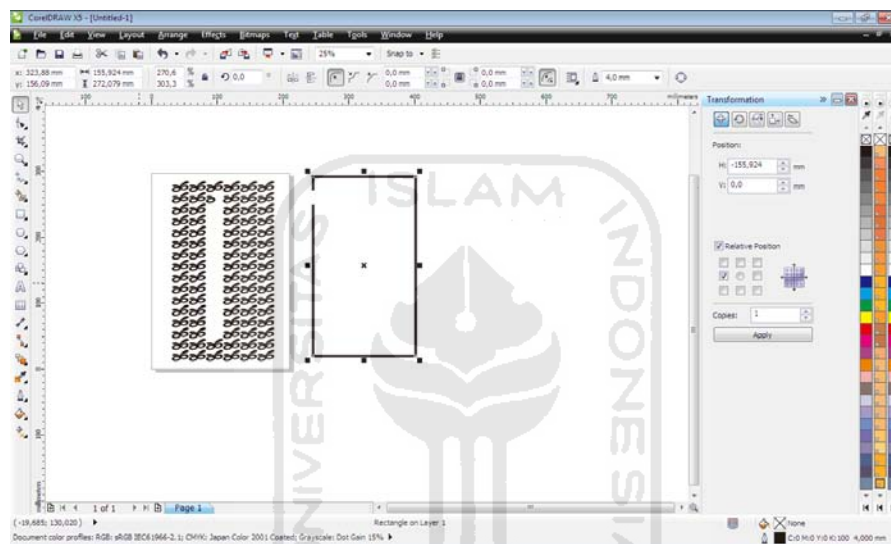 CorelDRAW X5 - [Untitled-1]
File Edit View Layout Arrange Effects Bitmaps Text Table Tools Window Help
25% Snap to
x: 323,88 mm 155,924 mm 270,6 % 0,0 ° 0,0 mm 0,0 mm 4,0 mm
y: 156,09 mm 272,079 mm 303,3 % 0,0 mm 0,0 mm
millimeters
Transformation
Position:
H: -155,924 mm
V: 0,0 mm
Relative Position
Copies: 1
Apply
UNIVERSITAS ISLAM INDONESIA
1 of 1 Page 1
(-19,685; 130,020) Rectangle on Layer 1 None
Document color profiles: RGB: sRGB IEC61966-2.1; CMYK: Japan Color 2001 Coated; Grayscale: Dot Gain 15% C:0 M:0 Y:0 K:100 4,000 mm